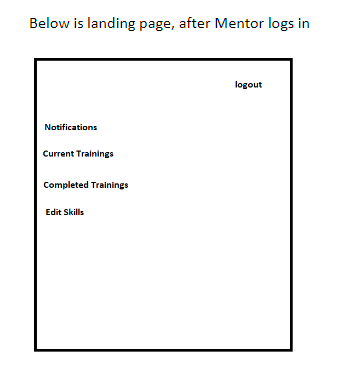 Below is landing page, after Mentor logs in
logout
Notifications
Current Trainings
Completed Trainings
Edit Skills